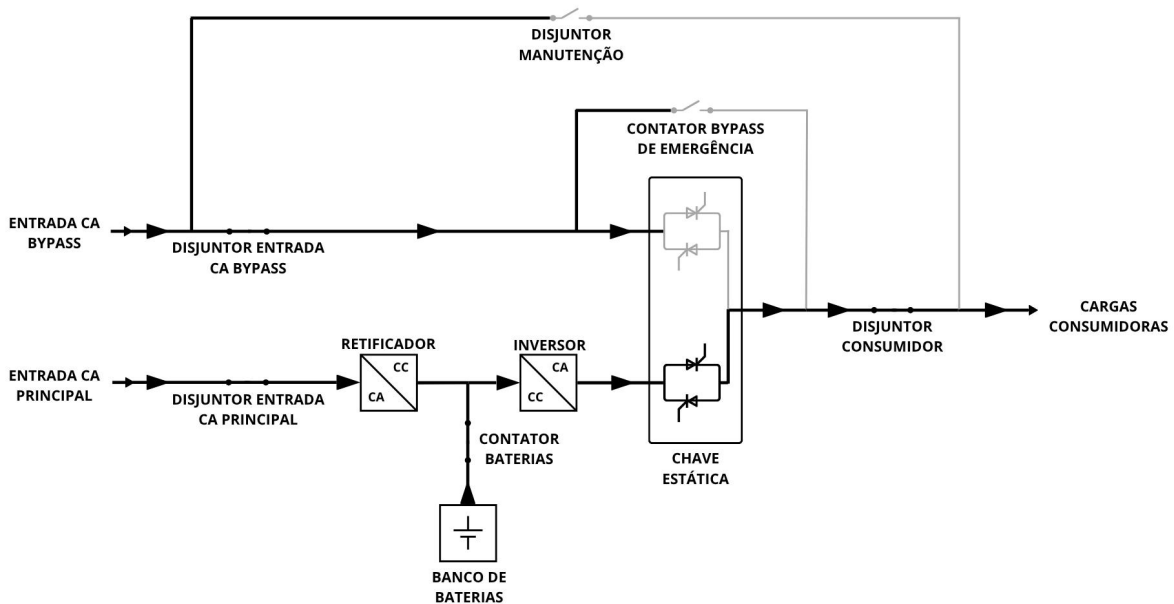 DISJUNTOR
MANUTENÇÃO
CONTATOR BYPASS
DE EMERGÊNCIA
ENTRADA CA
BYPASS
DISJUNTOR ENTRADA
CA BYPASS
CARGAS
CONSUMIDORAS
DISJUNTOR
CONSUMIDOR
RETIFICADOR
INVERSOR
CC
CA
CA
CC
ENTRADA CA
PRINCIPAL
DISJUNTOR ENTRADA
CA PRINCIPAL
CONTATOR
BATERIAS
CHAVE
ESTÁTICA
BANCO DE
BATERIAS